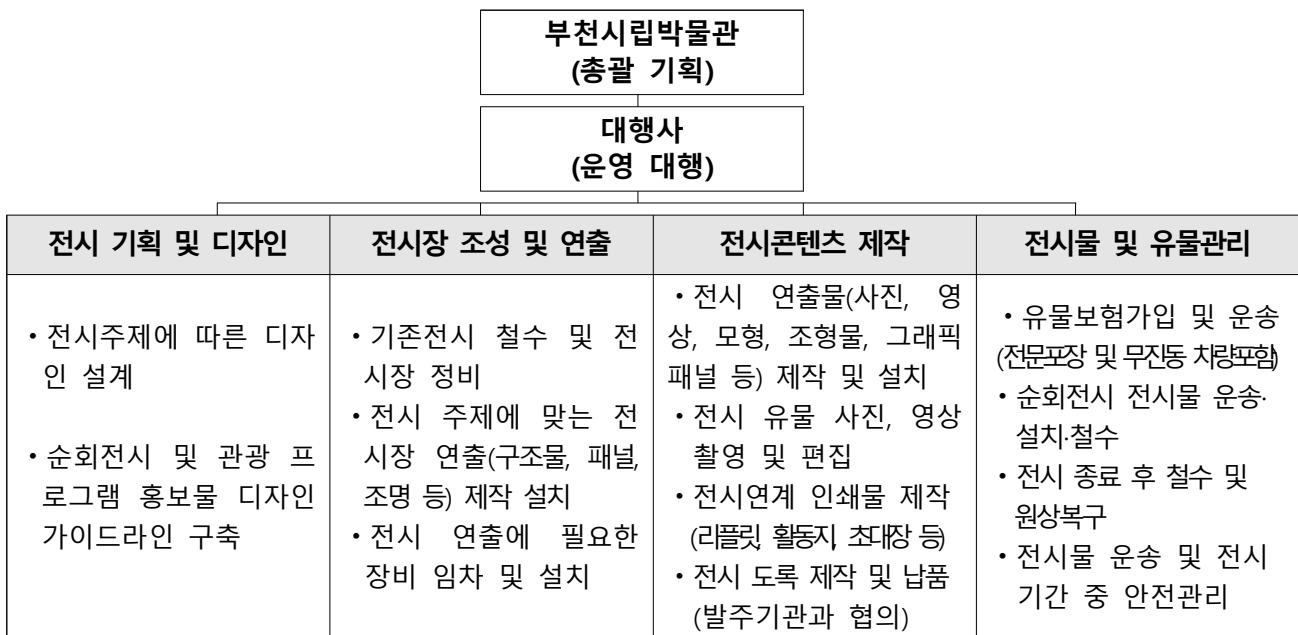 부천시립박물관
(총괄 기획)
대행사
(운영 대행)
전시 기획 및 디자인
전시장 조성 및 연출
전시콘텐츠 제작
전시물 및 유물관리
・전시주제에 따른 디자
인 설계
・순회전시 및 관광 프
로그램 홍보물 디자인
가이드라인 구축
・기존전시 철수 및 전
시장 정비
・전시 주제에 맞는 전
시장 연출(구조물, 패널,
조명 등) 제작 설치
・전시 연출에 필요한
장비 임차 및 설치
・전시 연출물(사진, 영
상, 모형, 조형물, 그래픽
패널 등) 제작 및 설치
・전시 유물 사진, 영상
촬영 및 편집
・전시연계 인쇄물 제작
(리플릿, 활동지, 초대장 등)
・전시 도록 제작 및 납품
(발주기관과 협의)
・유물보험가입 및 운송
(전문포장 및 무진동 차량포함)
・순회전시 전시물 운송·
설치·철수
・전시 종료 후 철수 및
원상복구
・전시물 운송 및 전시
기간 중 안전관리